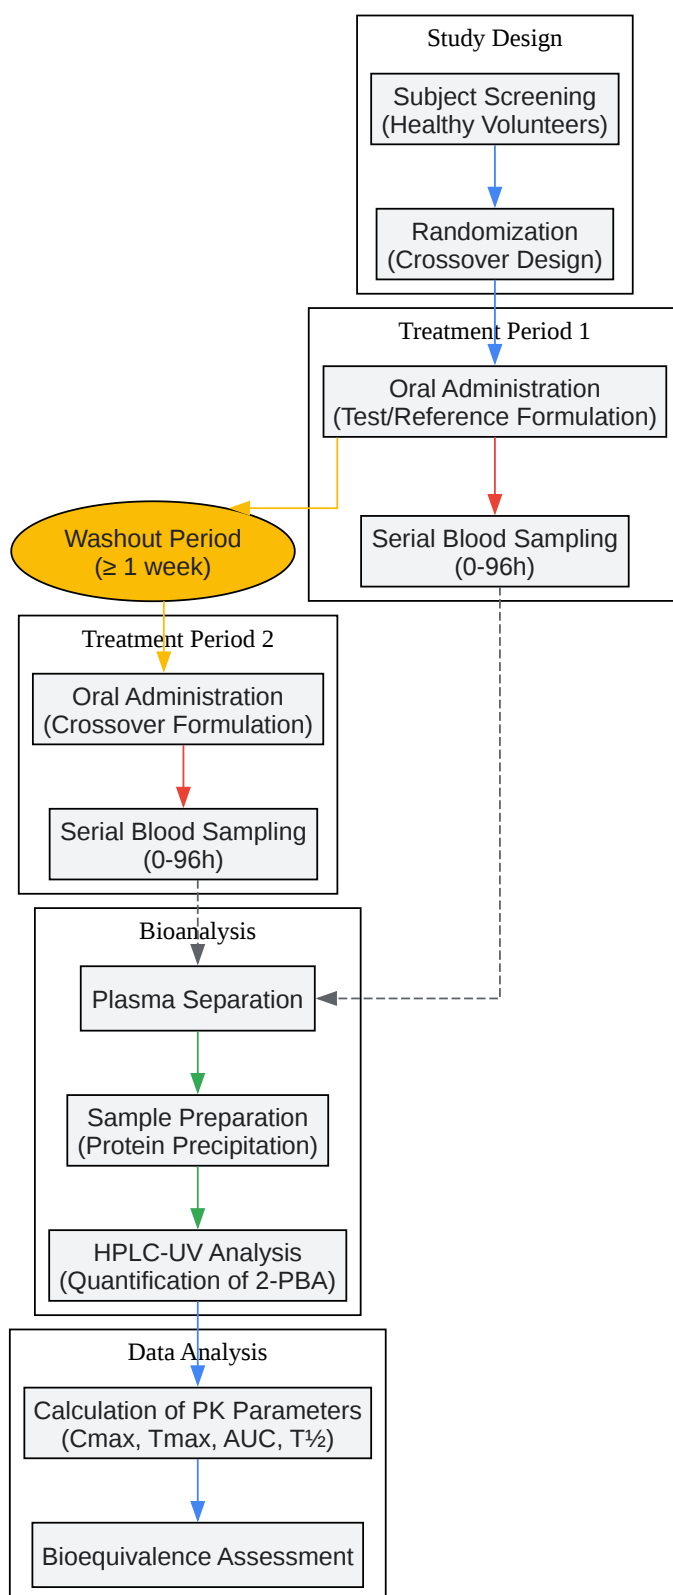 Study Design
Subject Screening
(Healthy Volunteers)
Randomization
(Crossover Design)
Treatment Period 1
Oral Administration
(Test/Reference Formulation)
Serial Blood Sampling
(0-96h)
Washout Period
(≥ 1 week)
Treatment Period 2
Oral Administration
(Crossover Formulation)
Serial Blood Sampling
(0-96h)
Bioanalysis
Plasma Separation
Sample Preparation
(Protein Precipitation)
HPLC-UV Analysis
(Quantification of 2-PBA)
Data Analysis
Calculation of PK Parameters
(Cmax, Tmax, AUC, T½)
Bioequivalence Assessment